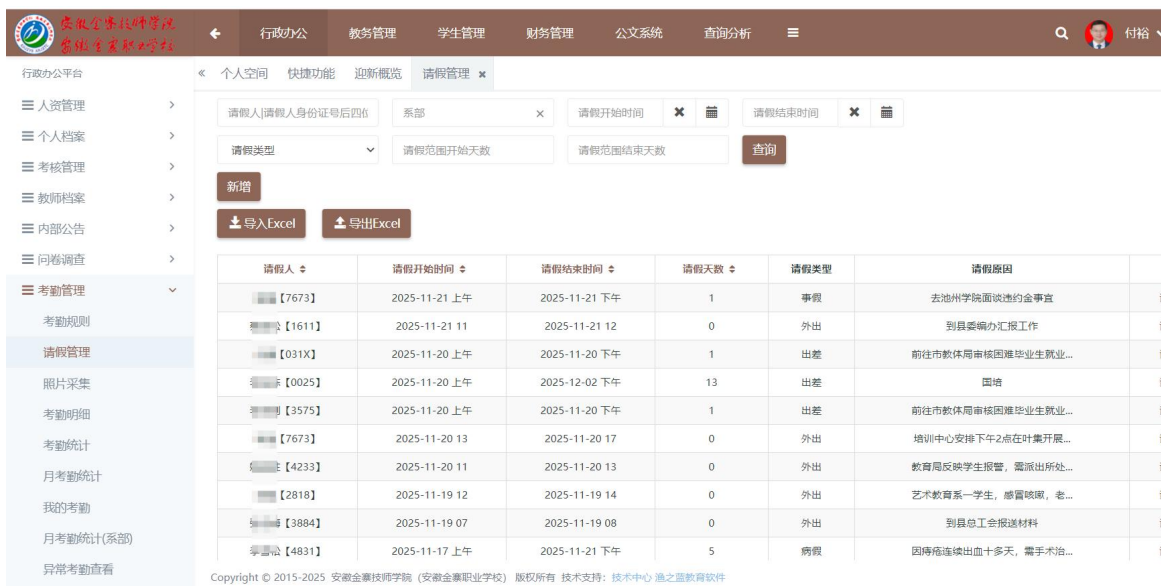 安徽金寨技师学院
安徽金寨职业学校
行政办公 教务管理 学生管理 财务管理 公文系统 查询分析 付裕
行政办公平台
« 个人空间 快捷功能 迎新概览 请假管理 ×
人资管理
个人档案
考核管理
教师档案
内部公告
问卷调查
考勤管理
考勤规则
请假管理
照片采集
考勤明细
考勤统计
月考勤统计
我的考勤
月考勤统计(系部)
异常考勤查看
请假人|请假人身份证号后四位 系部 × 请假开始时间 请假结束时间
请假类型 请假范围开始天数 请假范围结束天数 查询
新增
导入Excel 导出Excel
请假人 请假开始时间 请假结束时间 请假天数 请假类型 请假原因
【7673】 2025-11-21 上午 2025-11-21 下午 1 事假 去池州学院面谈违约金事宜
【1611】 2025-11-21 11 2025-11-21 12 0 外出 到县委编办汇报工作
【031X】 2025-11-20 上午 2025-11-20 下午 1 出差 前往市教体局审核困难毕业生就业...
【0025】 2025-11-20 上午 2025-12-02 下午 13 出差 国培
【3575】 2025-11-20 上午 2025-11-20 下午 1 出差 前往市教体局审核困难毕业生就业...
【7673】 2025-11-20 13 2025-11-20 17 0 外出 培训中心安排下午2点在叶集开展...
【4233】 2025-11-20 11 2025-11-20 13 0 外出 教育局反映学生报警，需派出所处...
【2818】 2025-11-19 12 2025-11-19 14 0 外出 艺术教育系一学生，感冒咳嗽，老...
【3884】 2025-11-19 07 2025-11-19 08 0 外出 到县总工会报送材料
【4831】 2025-11-17 上午 2025-11-21 下午 5 病假 因痔疮连续出血十多天，需手术治...
Copyright © 2015-2025 安徽金寨技师学院 (安徽金寨职业学校) 版权所有 技术支持：技术中心 渔之蓝教育软件